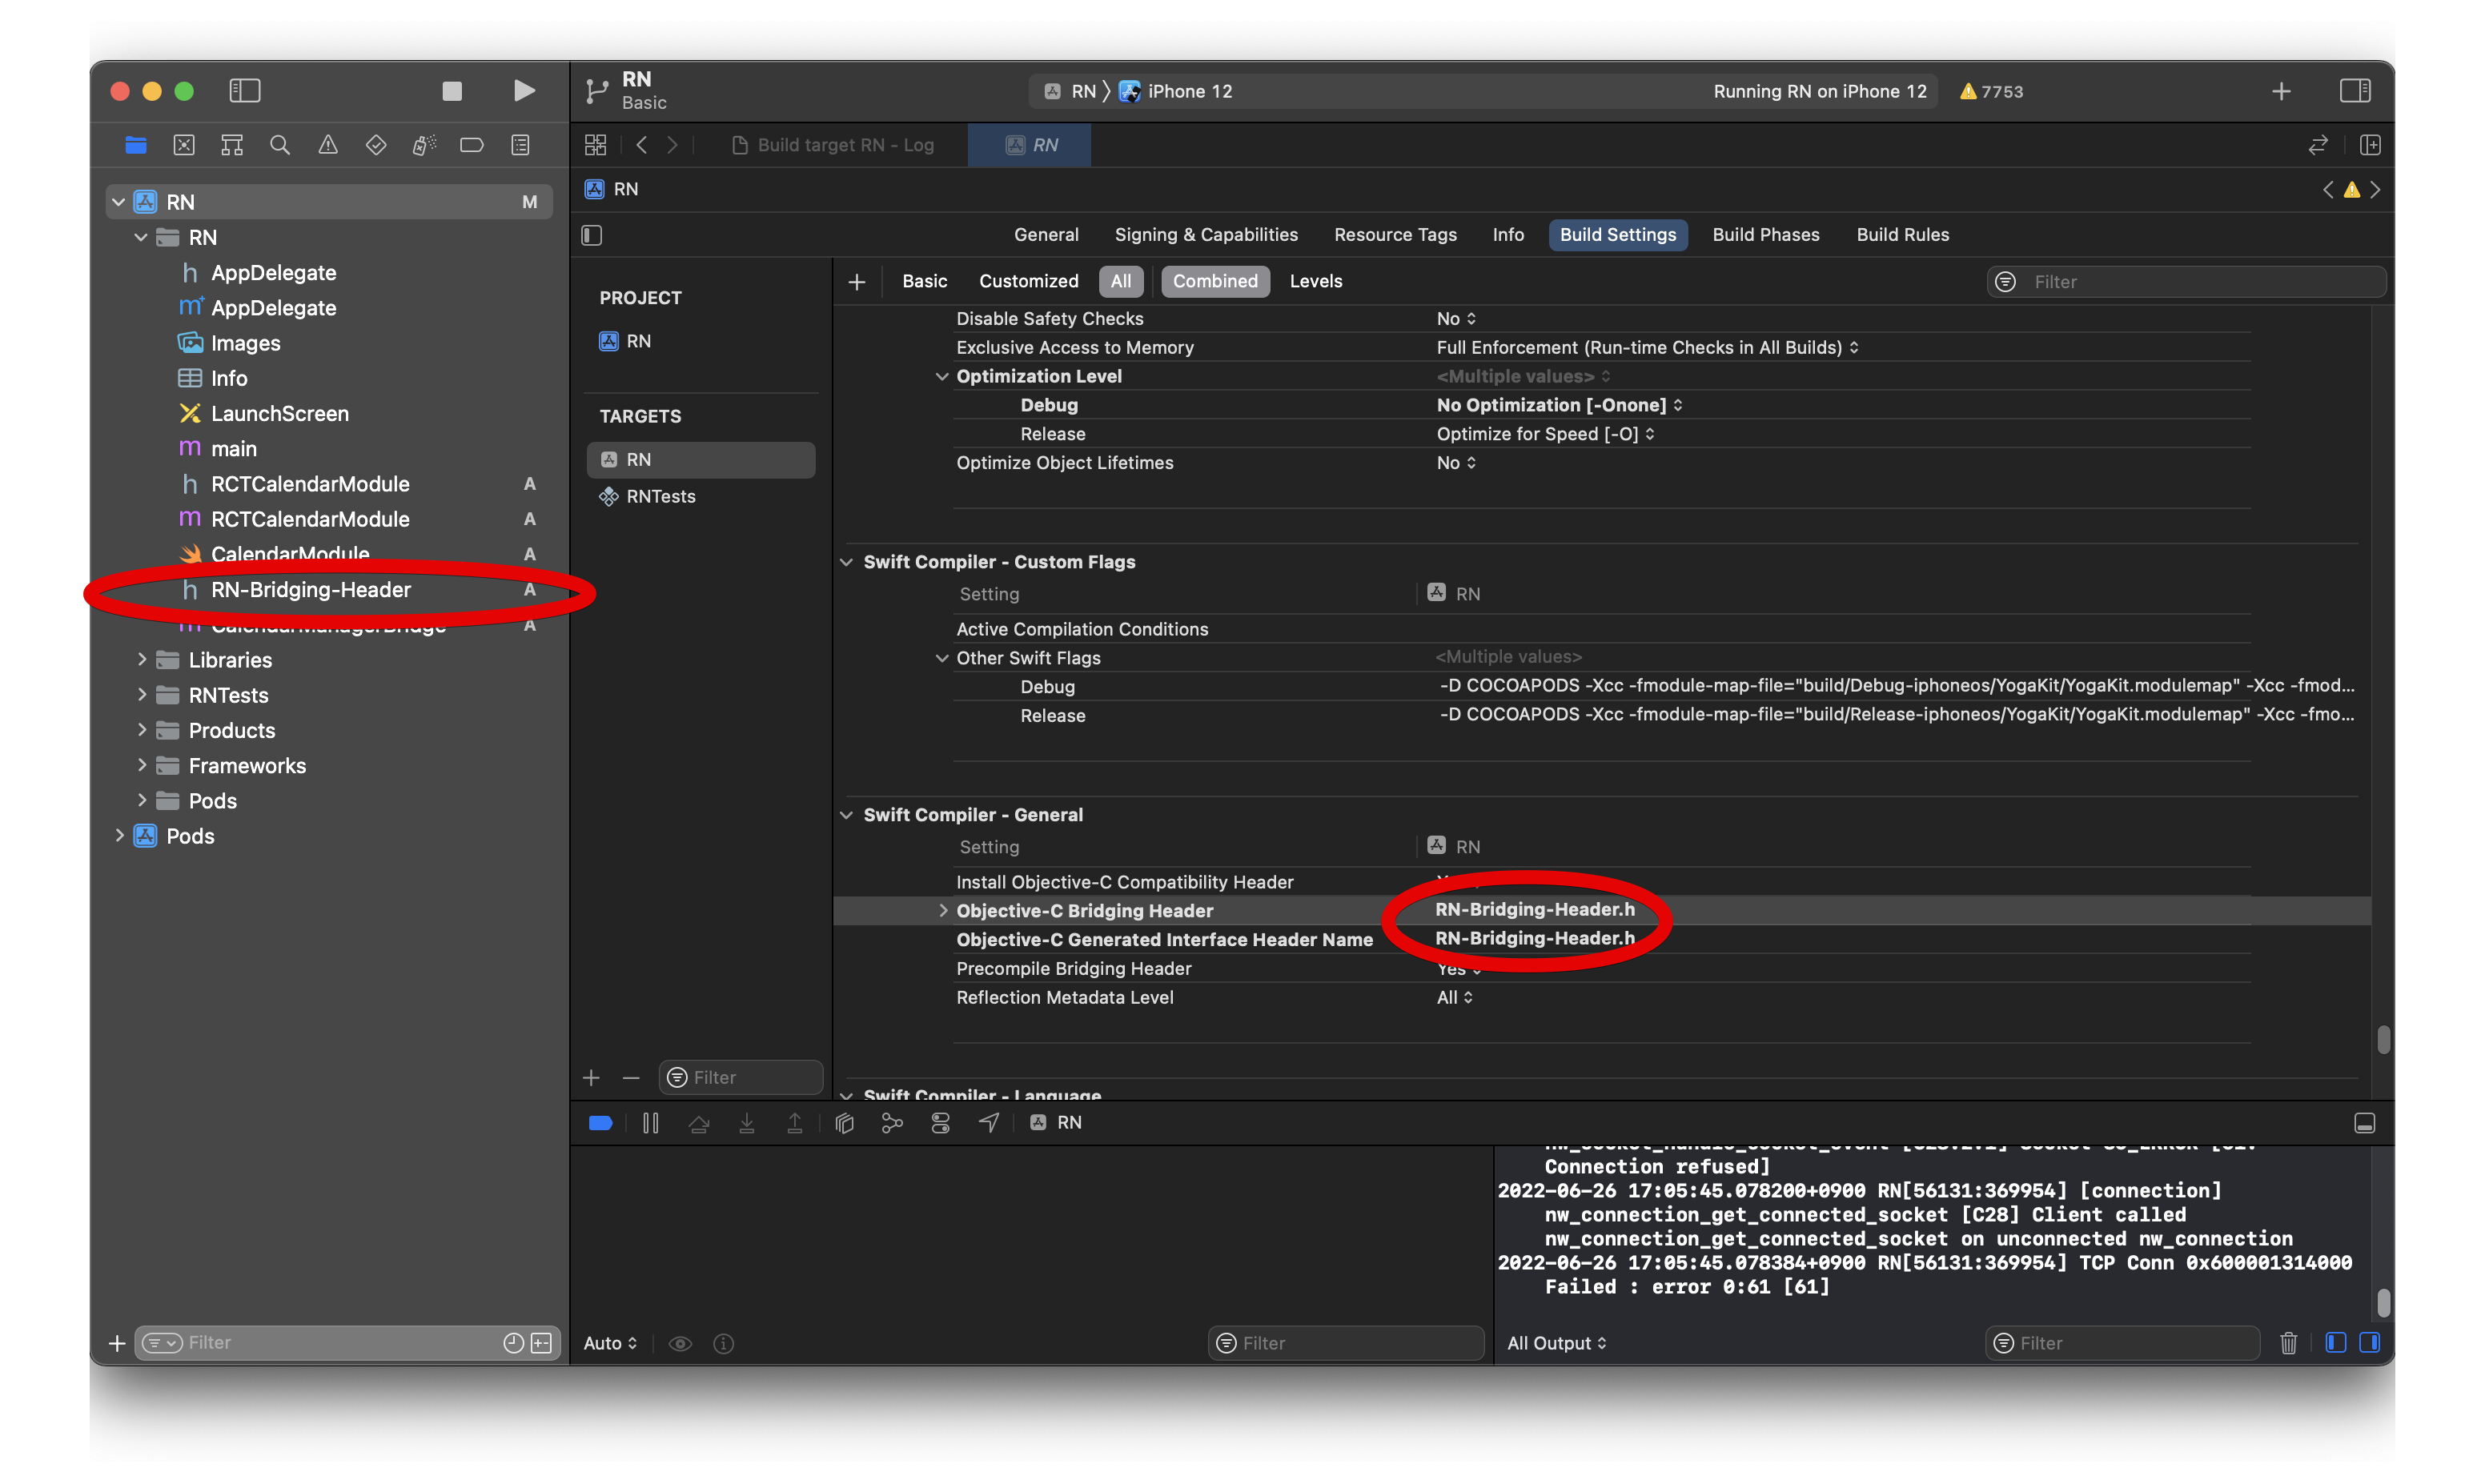 RN
Basic
RN
iPhone 12
Running RN on iPhone 12
7753
Build target RN - Log
RN
RN
M
RN
AppDelegate
AppDelegate
Images
Info
LaunchScreen
main
RCTCalendarModule A
RCTCalendarModule A
CalendarModule A
RN-Bridging-Header A
CalendarManagerBridge A
Libraries
RNTests
Products
Frameworks
Pods
Pods
Filter
RN
General Signing & Capabilities Resource Tags Info Build Settings Build Phases Build Rules
PROJECT
RN
TARGETS
RN
RNTests
Filter
Basic Customized All Combined Levels
Filter
Disable Safety Checks No
Exclusive Access to Memory Full Enforcement (Run-time Checks in All Builds)
Optimization Level <Multiple values>
Debug No Optimization [-Onone]
Release Optimize for Speed [-O]
Optimize Object Lifetimes No
Swift Compiler - Custom Flags
Setting RN
Active Compilation Conditions
Other Swift Flags <Multiple values>
Debug -D COCOAPODS -Xcc -fmodule-map-file="build/Debug-iphoneos/YogaKit/YogaKit.modulemap" -Xcc -fmod...
Release -D COCOAPODS -Xcc -fmodule-map-file="build/Release-iphoneos/YogaKit/YogaKit.modulemap" -Xcc -fmo...
Swift Compiler - General
Setting RN
Install Objective-C Compatibility Header
Objective-C Bridging Header RN-Bridging-Header.h
Objective-C Generated Interface Header Name RN-Bridging-Header.h
Precompile Bridging Header Yes
Reflection Metadata Level All
Swift Compiler - Language
RN
Connection refused]
2022-06-26 17:05:45.078200+0900 RN[56131:369954] [connection]
nw_connection_get_connected_socket [C28] Client called
nw_connection_get_connected_socket on unconnected nw_connection
2022-06-26 17:05:45.078384+0900 RN[56131:369954] TCP Conn 0x600001314000
Failed : error 0:61 [61]
Auto
Filter
All Output
Filter